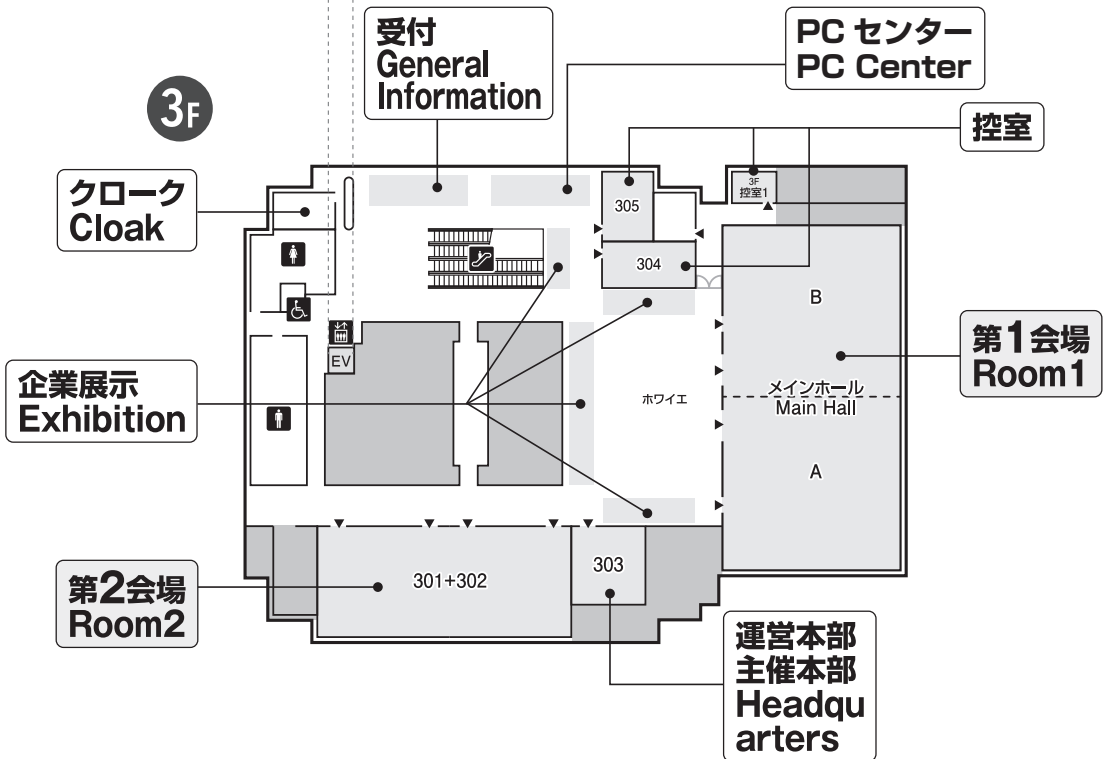 受付
General
Information
PC センター
PC Center
3F
控室
クローク
Cloak
3F
控室1
305
304
B
第1会場
Room1
EV
企業展示
Exhibition
ホワイエ
メインホール
Main Hall
A
301+302
303
第2会場
Room2
運営本部
主催本部
Headqu
arters